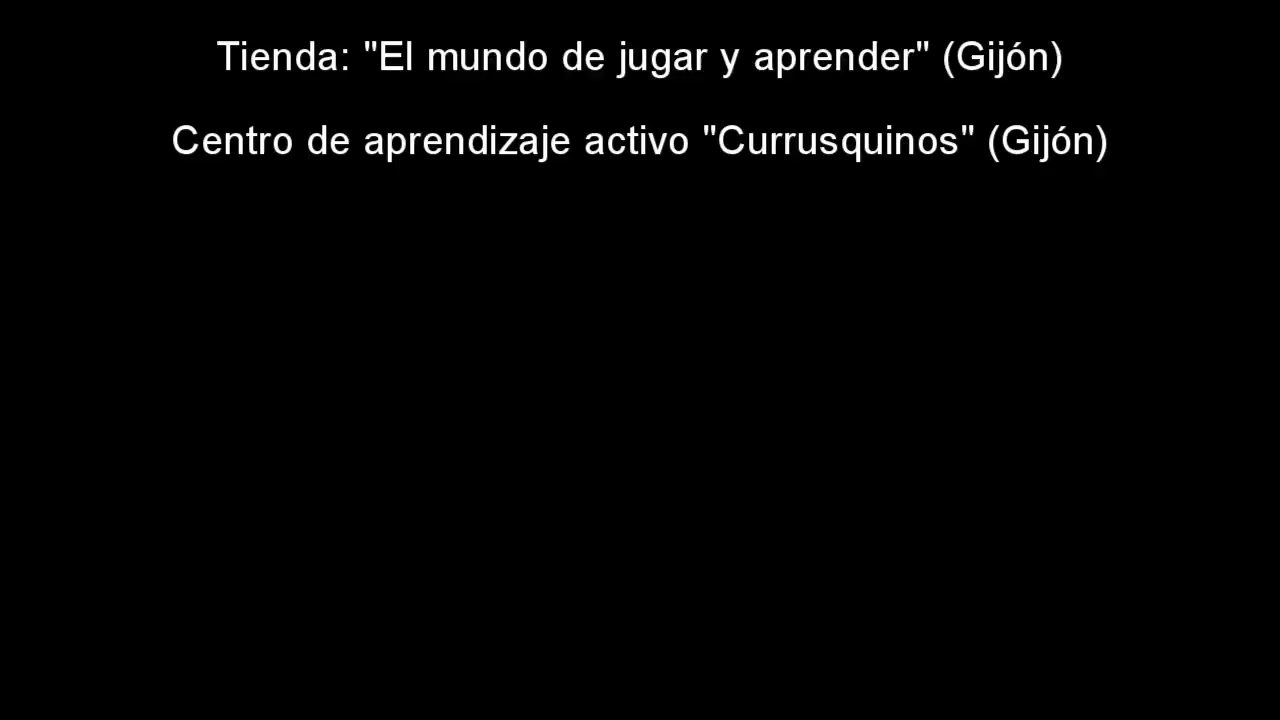 Tienda: "El mundo de jugar y aprender" (Gijón)
Centro de aprendizaje activo "Currusquinos" (Gijón)